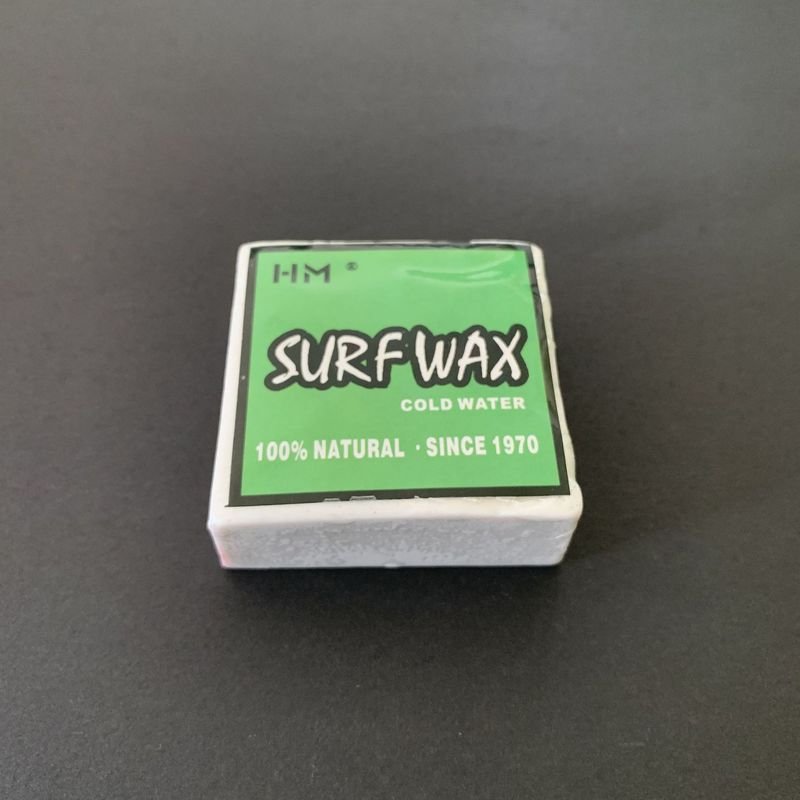 HM ®
SURF WAX
COLD WATER
100% NATURAL · SINCE 1970